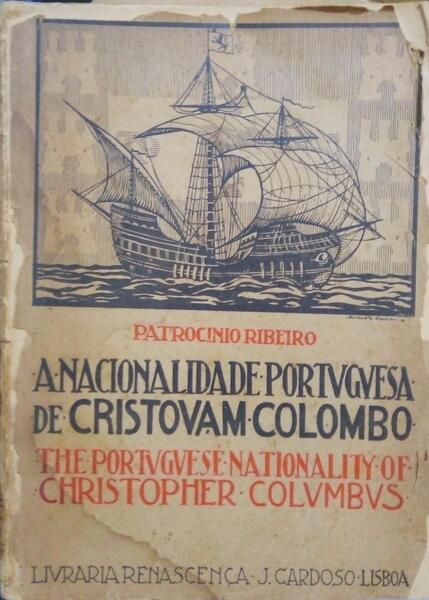 PATROCINIO RIBEIRO
A·NACIONALIDADE·PORTVGVESA
DE·CRISTOVAM·COLOMBO·
THE·PORTVGVESE·NATIONALITY·OF
·CHRISTOPHER·COLVMBVS·
LIVRARIA RENASCENÇA · J. CARDOSO · LISBOA